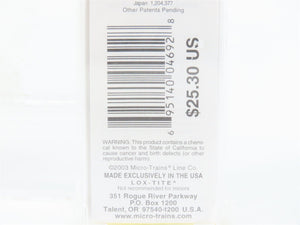 Japan 1,204,377
Other Patents Pending
6 95140 04692 8
$25.30 US
WARNING: This product contains a chemi-
cal known to the State of California to
cause cancer and birth defects (or other
reproductive harm).
©2003 Micro-Trains® Line Co.
MADE EXCLUSIVELY IN THE USA
LOX-TITE®
Not recommended for minors
351 Rogue River Parkway
P.O. Box 1200
Talent, OR 97540-1200 U.S.A.
www.micro-trains.com